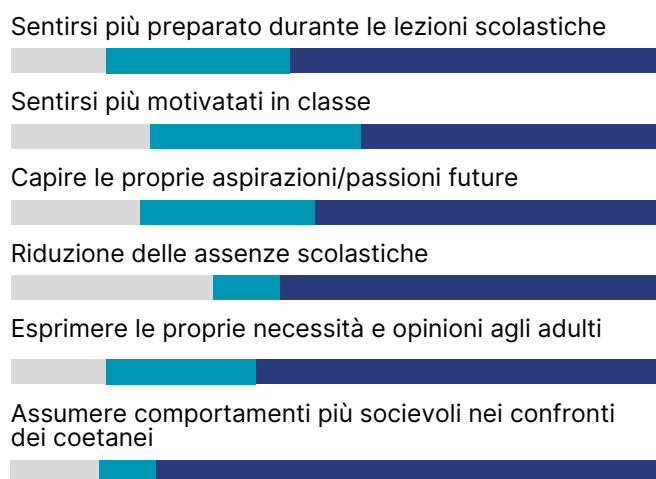 Sentirsi più preparato durante le lezioni scolastiche
Sentirsi più motivatati in classe
Capire le proprie aspirazioni/passioni future
Riduzione delle assenze scolastiche
Esprimere le proprie necessità e opinioni agli adulti
Assumere comportamenti più socievoli nei confronti
dei coetanei